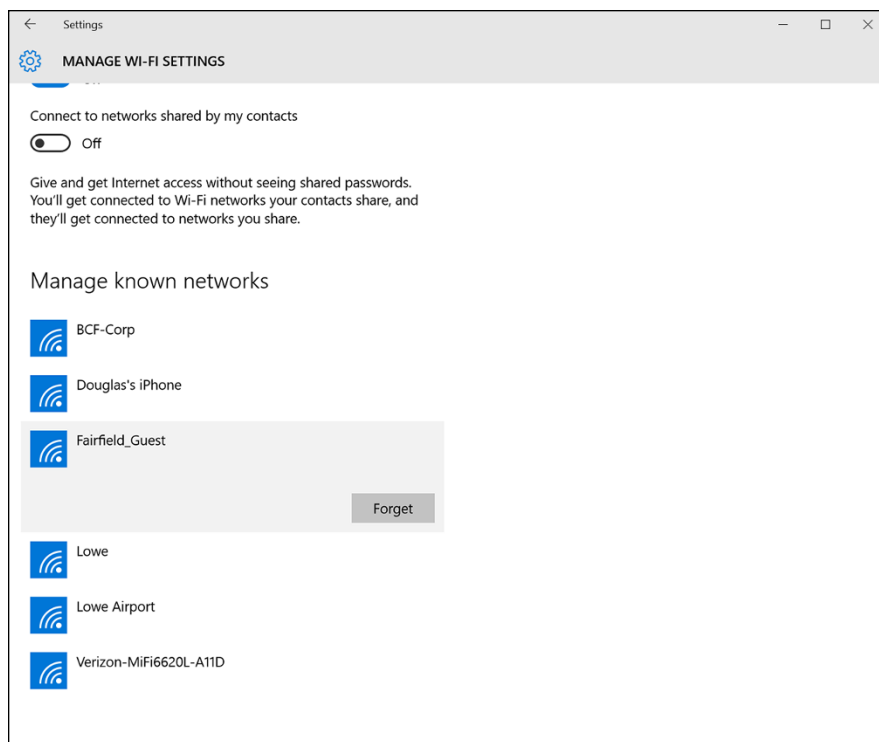 Settings
MANAGE WI-FI SETTINGS
Connect to networks shared by my contacts
Off
Give and get Internet access without seeing shared passwords.
You'll get connected to Wi-Fi networks your contacts share, and
they'll get connected to networks you share.
Manage known networks
BCF-Corp
Douglas's iPhone
Fairfield_Guest
Forget
Lowe
Lowe Airport
Verizon-MiFi6620L-A11D